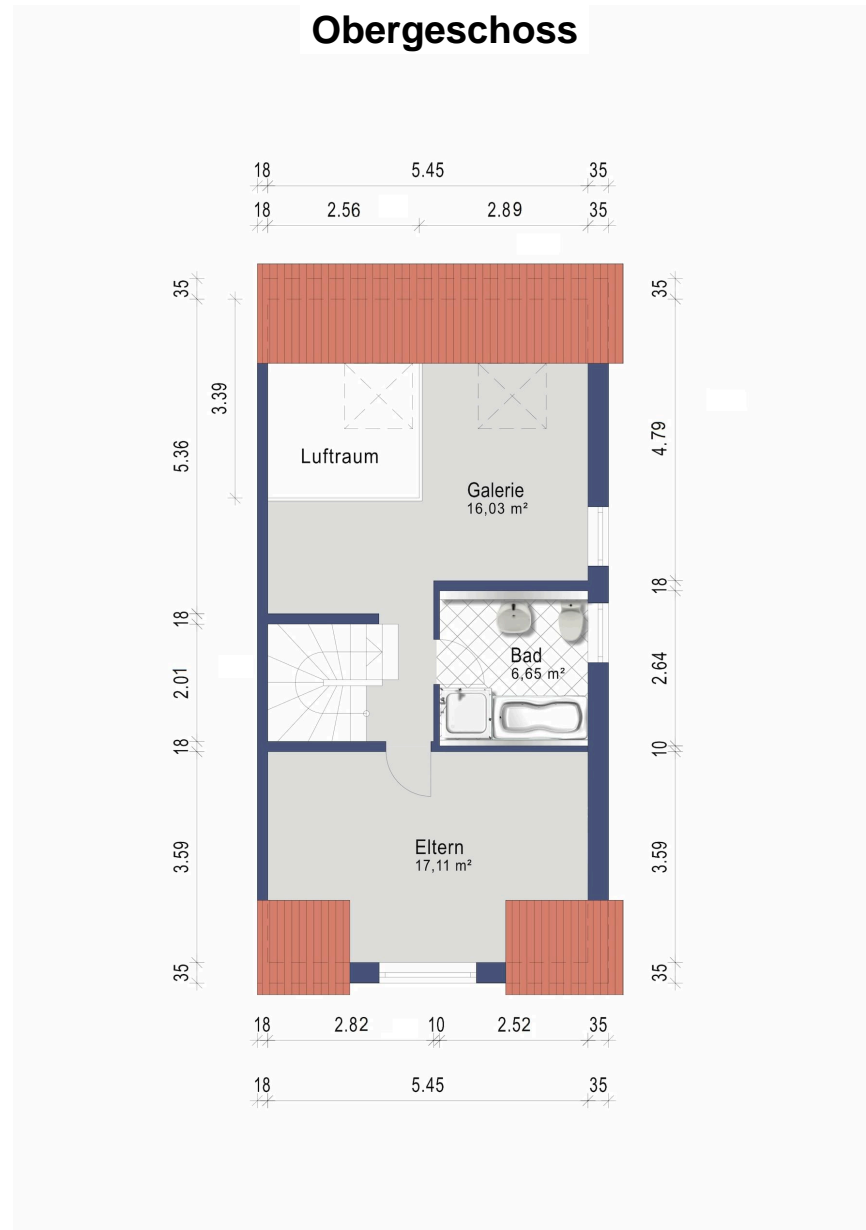 Obergeschoss
18 5.45 35
18 2.56 2.89 35
35
35
3.39
5.36
4.79
Luftraum
Galerie
16,03 m²
18
18
Bad
6,65 m²
2.01
2.64
18
10
Eltern
17,11 m²
3.59
3.59
35
35
18 2.82 10 2.52 35
18 5.45 35